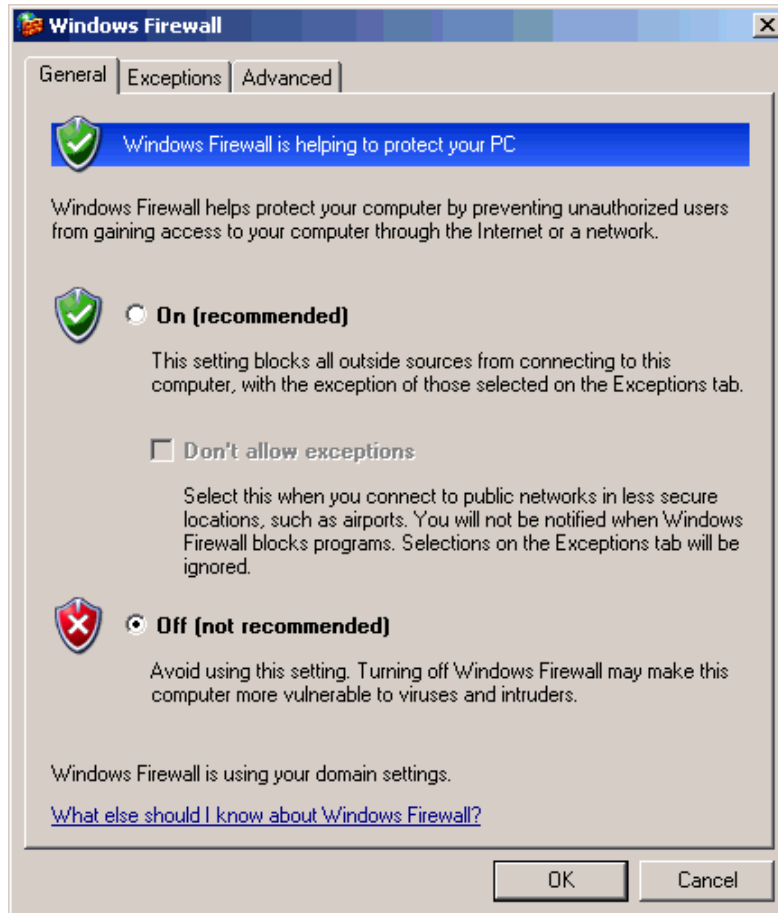 Windows Firewall
General
Exceptions
Advanced
Windows Firewall is helping to protect your PC
Windows Firewall helps protect your computer by preventing unauthorized users
from gaining access to your computer through the Internet or a network.
On (recommended)
This setting blocks all outside sources from connecting to this
computer, with the exception of those selected on the Exceptions tab.
Don't allow exceptions
Select this when you connect to public networks in less secure
locations, such as airports. You will not be notified when Windows
Firewall blocks programs. Selections on the Exceptions tab will be
ignored.
Off (not recommended)
Avoid using this setting. Turning off Windows Firewall may make this
computer more vulnerable to viruses and intruders.
Windows Firewall is using your domain settings.
What else should I know about Windows Firewall?
OK
Cancel